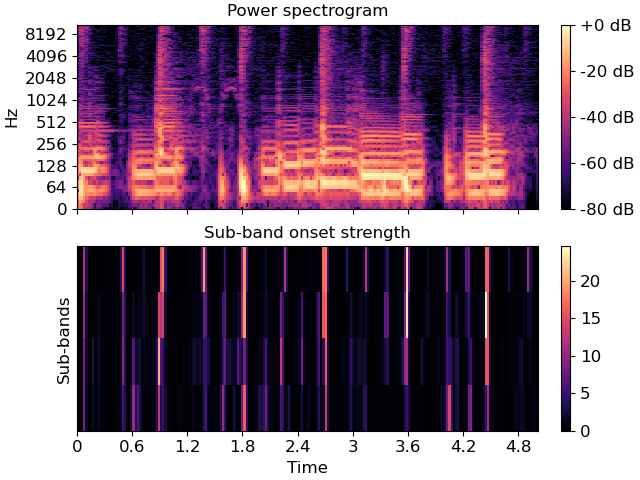 Power spectrogram
8192
4096
2048
1024
512
256
128
64
0
Hz
+0 dB
-20 dB
-40 dB
-60 dB
-80 dB
Sub-band onset strength
Sub-bands
20
15
10
5
0
0 0.6 1.2 1.8 2.4 3 3.6 4.2 4.8
Time